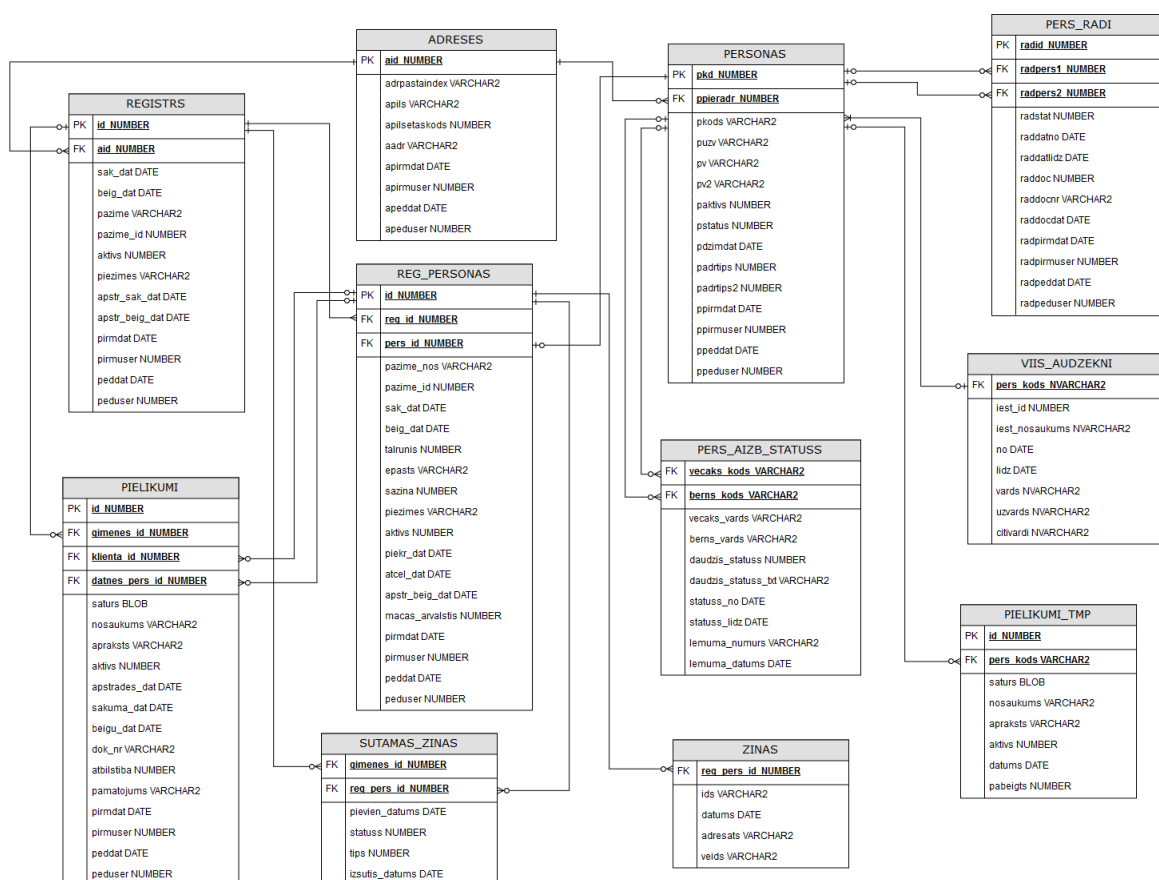 ADRESES
PK aid_NUMBER
adrpastaindex VARCHAR2
apils VARCHAR2
apilsetaskods NUMBER
aadr VARCHAR2
apirmdat DATE
apirmuser NUMBER
apeddat DATE
apeduser NUMBER
PERSONAS
PK pkd_NUMBER
FK ppieradr_NUMBER
pkods VARCHAR2
puzv VARCHAR2
pv VARCHAR2
pv2 VARCHAR2
paktivs NUMBER
pstatus NUMBER
pdzimdat DATE
padrtips NUMBER
padrtips2 NUMBER
ppirmdat DATE
ppirmuser NUMBER
ppeddat DATE
ppeduser NUMBER
PERS_RADI
PK radid_NUMBER
FK radpers1_NUMBER
FK radpers2_NUMBER
radstat NUMBER
raddatno DATE
raddatlidz DATE
raddoc NUMBER
raddocnr VARCHAR2
raddocdat DATE
radpirmdat DATE
radpirmuser NUMBER
radpeddat DATE
radpeduser NUMBER
REGISTRS
PK id_NUMBER
FK aid_NUMBER
sak_dat DATE
beig_dat DATE
pazime VARCHAR2
pazime_id NUMBER
aktivs NUMBER
piezimes VARCHAR2
apstr_sak_dat DATE
apstr_beig_dat DATE
pirmdat DATE
pirmuser NUMBER
peddat DATE
peduser NUMBER
REG_PERSONAS
PK id_NUMBER
FK reg_id_NUMBER
FK pers_id_NUMBER
pazime_nos VARCHAR2
pazime_id NUMBER
sak_dat DATE
beig_dat DATE
talrunis NUMBER
epasts VARCHAR2
sazina NUMBER
piezimes VARCHAR2
aktivs NUMBER
piekr_dat DATE
atcel_dat DATE
apstr_beig_dat DATE
macas_arvalstis NUMBER
pirmdat DATE
pirmuser NUMBER
peddat DATE
peduser NUMBER
VIIS_AUDZEKNI
FK pers_kods NVARCHAR2
iest_id NUMBER
iest_nosaukums NVARCHAR2
no DATE
lidz DATE
vards NVARCHAR2
uzvards NVARCHAR2
citivardi NVARCHAR2
PERS_AIZB_STATUSS
FK vecaks_kods VARCHAR2
FK berns_kods VARCHAR2
vecaks_vards VARCHAR2
berns_vards VARCHAR2
daudzis_statuss NUMBER
daudzis_statuss_txt VARCHAR2
statuss_no DATE
statuss_lidz DATE
lemuma_numurs VARCHAR2
lemuma_datums DATE
PIELIKUMI
PK id_NUMBER
FK gimenes_id_NUMBER
FK klienta_id_NUMBER
FK datnes_pers_id_NUMBER
saturs BLOB
nosaukums VARCHAR2
apraksts VARCHAR2
aktivs NUMBER
apstrades_dat DATE
sakuma_dat DATE
beigu_dat DATE
dok_nr VARCHAR2
atbilstiba NUMBER
pamatojums VARCHAR2
pirmdat DATE
pirmuser NUMBER
peddat DATE
peduser NUMBER
PIELIKUMI_TMP
PK id_NUMBER
FK pers_kods VARCHAR2
saturs BLOB
nosaukums VARCHAR2
apraksts VARCHAR2
aktivs NUMBER
datums DATE
pabeigts NUMBER
SUTAMAS_ZINAS
FK gimenes_id_NUMBER
FK reg_pers_id_NUMBER
pievien_datums DATE
statuss NUMBER
tips NUMBER
izsutis_datums DATE
ZINAS
FK reg_pers_id_NUMBER
ids VARCHAR2
datums DATE
adresats VARCHAR2
veids VARCHAR2